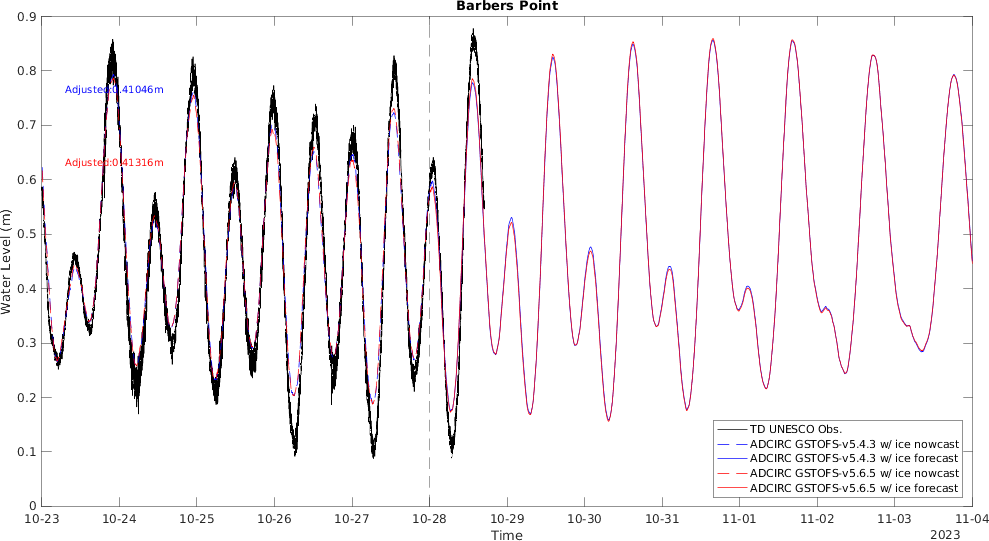 Barbers Point
0.9
0.8
0.7
0.6
0.5
0.4
0.3
0.2
0.1
0
Water Level (m)
Adjusted:0.41046m
Adjusted:0.41316m
TD UNESCO Obs.
ADCIRC GSTOFS-v5.4.3 w/ ice nowcast
ADCIRC GSTOFS-v5.4.3 w/ ice forecast
ADCIRC GSTOFS-v5.6.5 w/ ice nowcast
ADCIRC GSTOFS-v5.6.5 w/ ice forecast
10-23 10-24 10-25 10-26 10-27 10-28 10-29 10-30 10-31 11-01 11-02 11-03 11-04
Time
2023